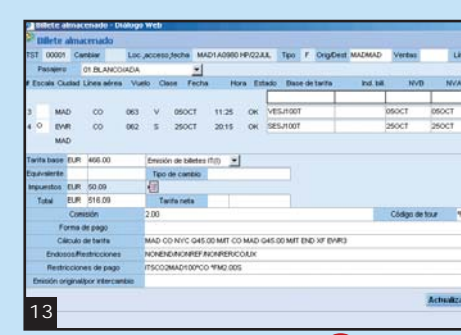 Billete almacenado - Diálogo Web
Billete almacenado
TST 00001 Cambiar Loc_acceso_fecha MAD1A0980 HP/22JUL Tipo F Orig/Dest MADMAD Ventas
Pasajero 01.BLANCO/ADA
# Escala Ciudad Línea aérea Vuelo Clase Fecha Hora Estado Base de tarifa Ind. bill. NVB NVA
3 MAD CO 063 V 05OCT 11:25 OK VESJ100T 05OCT 05OCT
4 O EWR CO 062 S 25OCT 20:15 OK SESJ100T 25OCT 25OCT
MAD
Tarifa base EUR 466.00 Emisión de billetes IT(I)
Equivalente Tipo de cambio
Impuestos EUR 50.09
Total EUR 516.09 Tarifa neta
Comisión 2.00 Código de tour
Forma de pago
Cálculo de tarifa MAD CO NYC Q45.00 M/IT CO MAD Q45.00 M/IT END XF EWR3
Endosos/Restricciones NONEND/NONREF/NONRER/CO/UX
Restricciones de pago ITSCO2MAD100*CO *FM2.00S
Emisión original/por intercambio
Actualiza
13